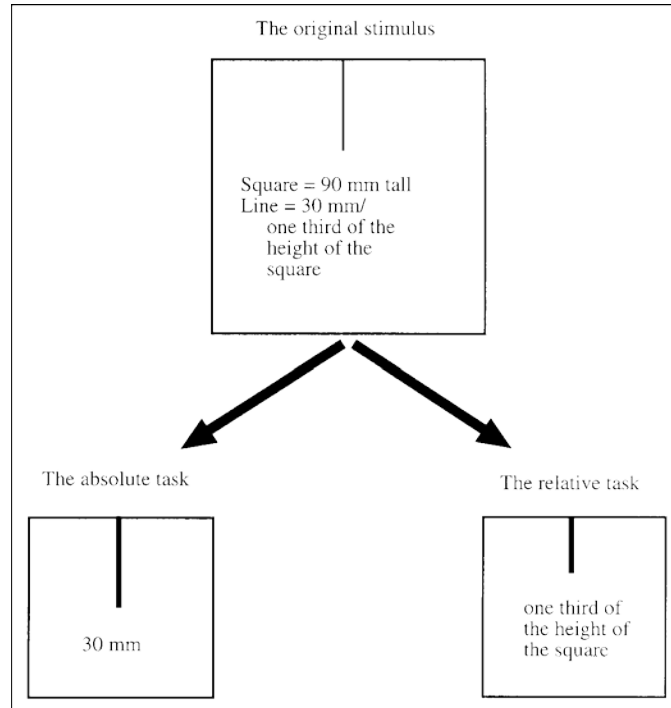 The original stimulus
Square = 90 mm tall
Line = 30 mm/
one third of the
height of the
square
The absolute task
The relative task
30 mm
one third of
the height of
the square